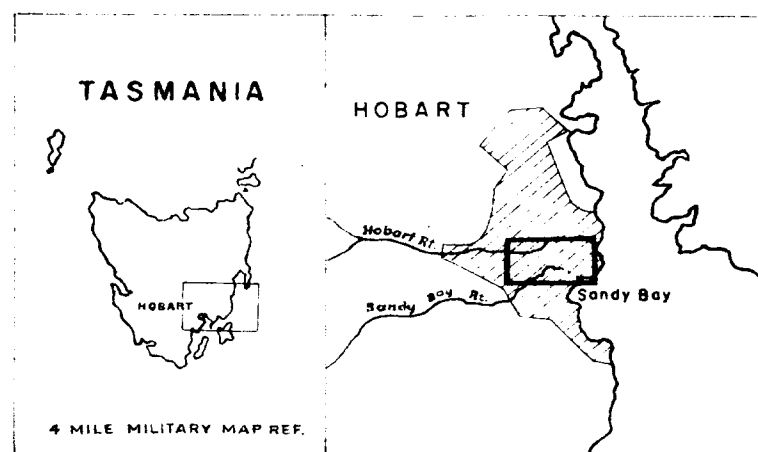 TASMANIA
HOBART
4 MILE MILITARY MAP REF.
HOBART
Hobart Rt.
Sandy Bay Rt.
Sandy Bay